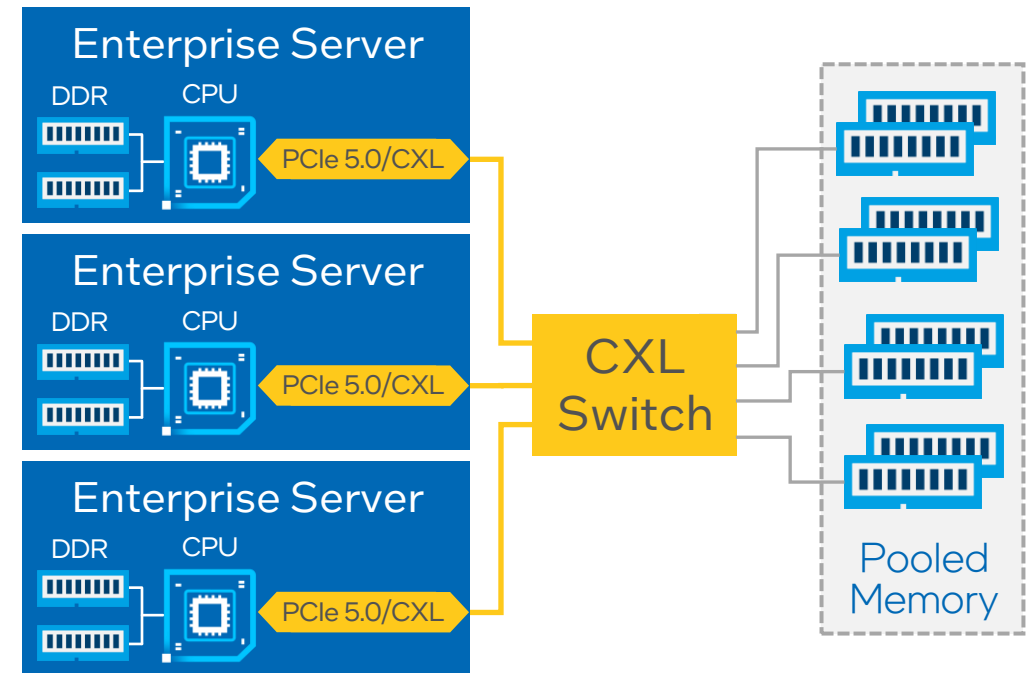 Enterprise Server
DDR
CPU
PCIe 5.0/CXL
Enterprise Server
DDR
CPU
PCIe 5.0/CXL
Enterprise Server
DDR
CPU
PCIe 5.0/CXL
CXL
Switch
Pooled
Memory